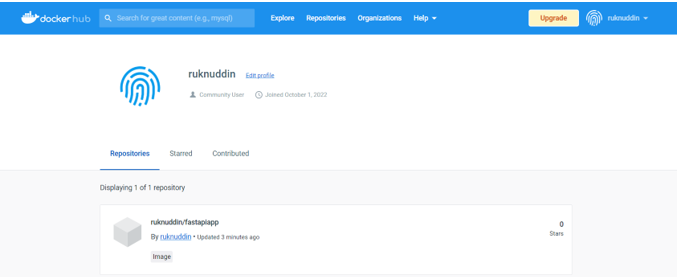 docker hub
Search for great content (e.g., mysql)
Explore
Repositories
Organizations
Help
Upgrade
ruknuddin
ruknuddin
Edit profile
Community User
Joined October 1, 2022
Repositories
Starred
Contributed
Displaying 1 of 1 repository
ruknuddin/fastapiapp
By ruknuddin • Updated 3 minutes ago
Image
0
Stars